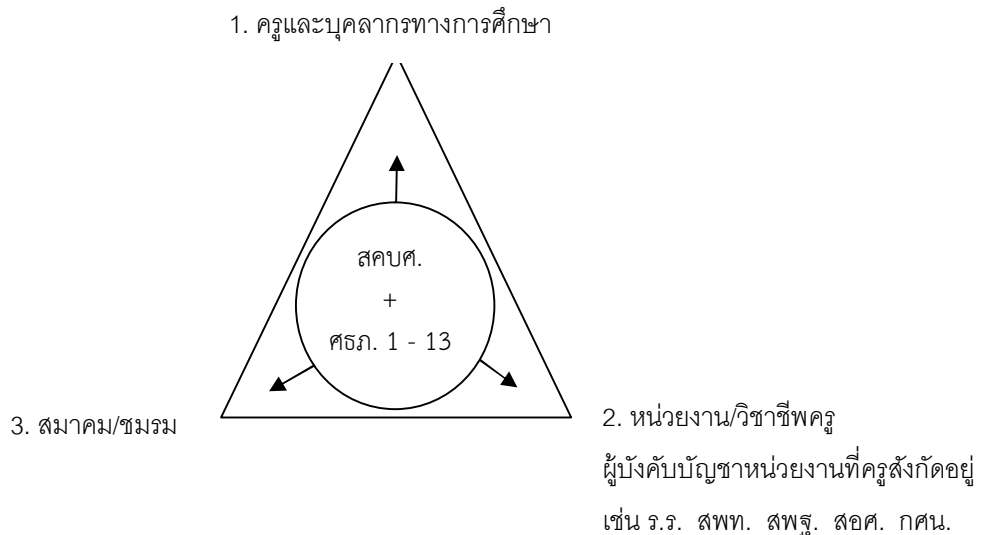 1. ครูและบุคลากรทางการศึกษา
สคบศ.
+
ศธภ. 1 - 13
3. สมาคม/ชมรม
2. หน่วยงาน/วิชาชีพครู
ผู้บังคับบัญชาหน่วยงานที่ครูสังกัดอยู่
เช่น ร.ร. สพท. สพฐ. สอศ. กศน.